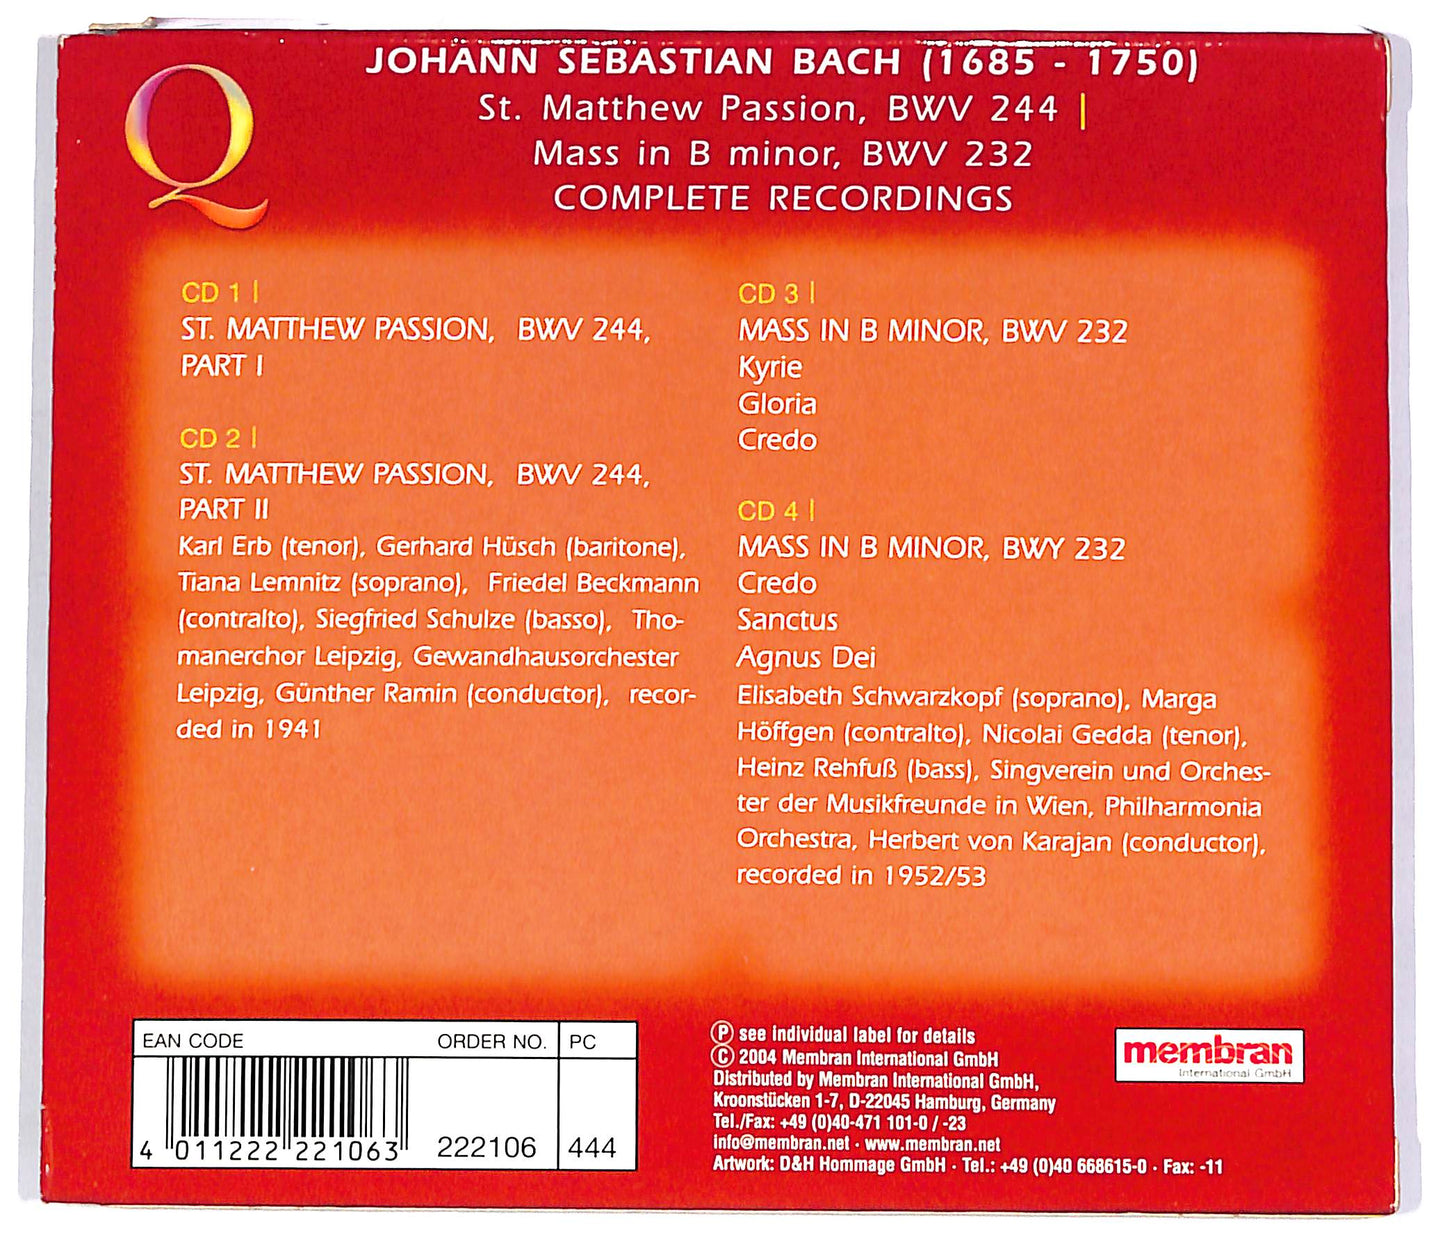 Q
JOHANN SEBASTIAN BACH (1685 - 1750)
St. Matthew Passion, BWV 244 |
Mass in B minor, BWV 232
COMPLETE RECORDINGS
CD 1 |
ST. MATTHEW PASSION, BWV 244,
PART I
CD 2 |
ST. MATTHEW PASSION, BWV 244,
PART II
Karl Erb (tenor), Gerhard Hüsch (baritone),
Tiana Lemnitz (soprano), Friedel Beckmann
(contralto), Siegfried Schulze (basso), Tho-
manerchor Leipzig, Gewandhausorchester
Leipzig, Günther Ramin (conductor), recor-
ded in 1941
CD 3 |
MASS IN B MINOR, BWV 232
Kyrie
Gloria
Credo
CD 4 |
MASS IN B MINOR, BWY 232
Credo
Sanctus
Agnus Dei
Elisabeth Schwarzkopf (soprano), Marga
Höffgen (contralto), Nicolai Gedda (tenor),
Heinz Rehfuß (bass), Singverein und Orches-
ter der Musikfreunde in Wien, Philharmonia
Orchestra, Herbert von Karajan (conductor),
recorded in 1952/53
EAN CODE ORDER NO. PC
4 011222 221063 222106 444
Ⓟ see individual label for details
© 2004 Membran International GmbH
Distributed by Membran International GmbH,
Kroonstücken 1-7, D-22045 Hamburg, Germany
Tel./Fax: +49 (0)40-471 101-0 / -23
info@membran.net · www.membran.net
Artwork: D&H Hommage GmbH · Tel.: +49 (0)40 668615-0 · Fax: -11
membran
International GmbH